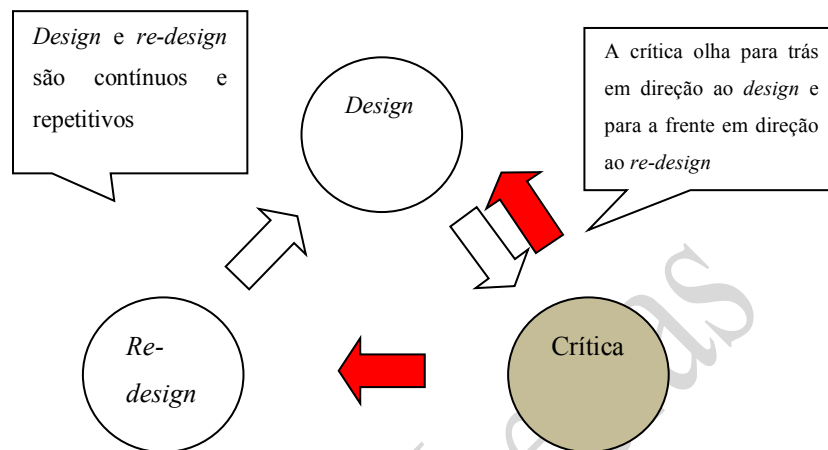 Design e re-design
são contínuos e
repetitivos
Design
A crítica olha para trás
em direção ao design e
para a frente em direção
ao re-design
Re-
design
Crítica